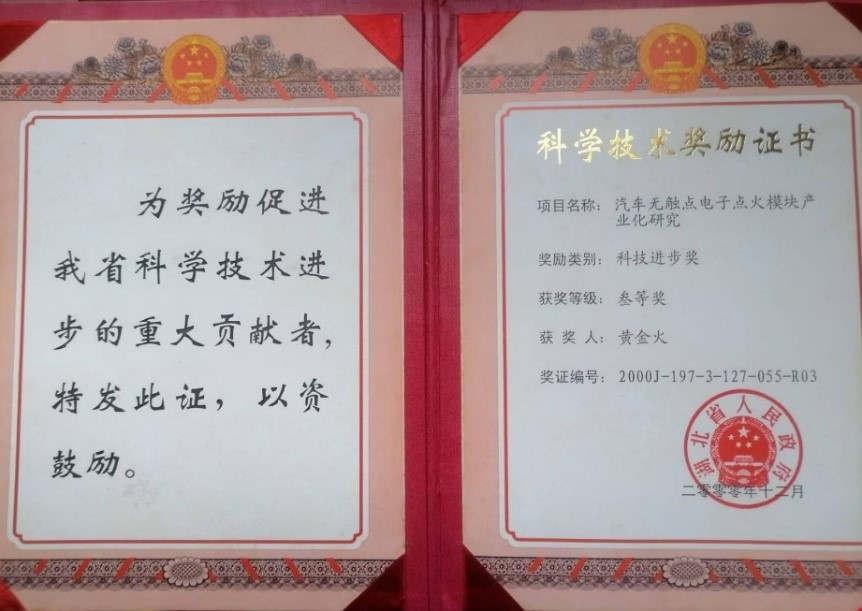 为奖励促进
我省科学技术进
步的重大贡献者,
特发此证，以资
鼓励。
科学技术奖励证书
项目名称：汽车无触点电子点火模块产
业化研究
奖励类别：科技进步奖
获奖等级：叁等奖
获 奖 人：黄金火
奖证编号：2000J-197-3-127-055-R03
湖北省人民政府
二零零零年十二月